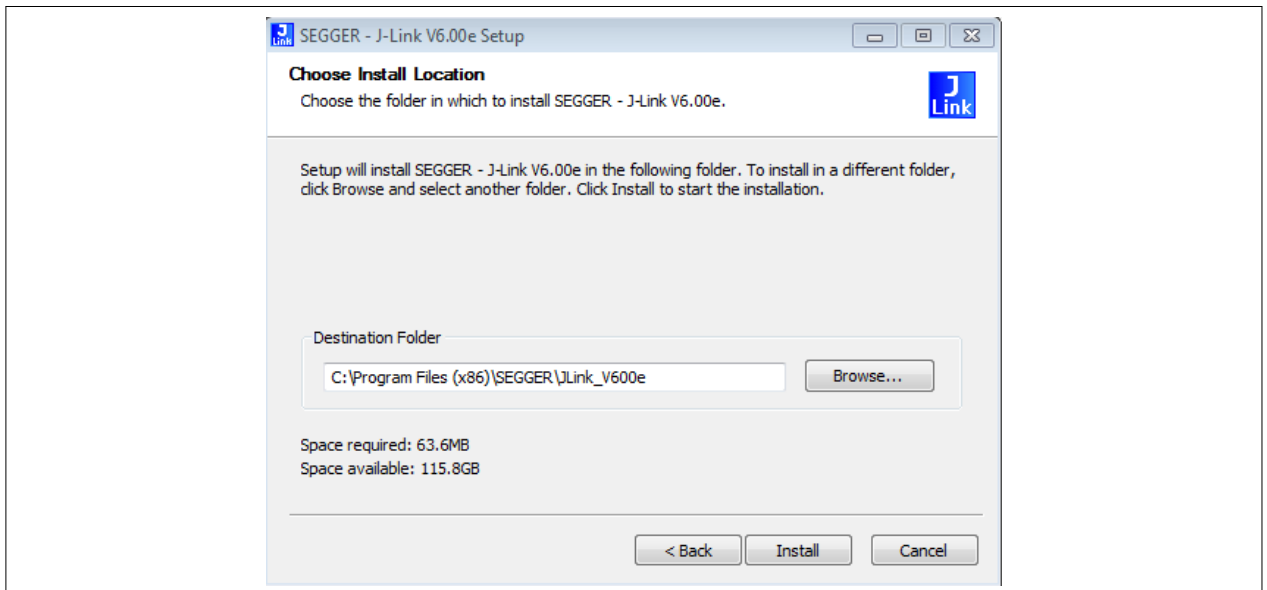 J
Link
SEGGER - J-Link V6.00e Setup
Choose Install Location
Choose the folder in which to install SEGGER - J-Link V6.00e.
J
Link
Setup will install SEGGER - J-Link V6.00e in the following folder. To install in a different folder,
click Browse and select another folder. Click Install to start the installation.
Destination Folder
C:\Program Files (x86)\SEGGER\JLink_V600e
Browse...
Space required: 63.6MB
Space available: 115.8GB
< Back
Install
Cancel